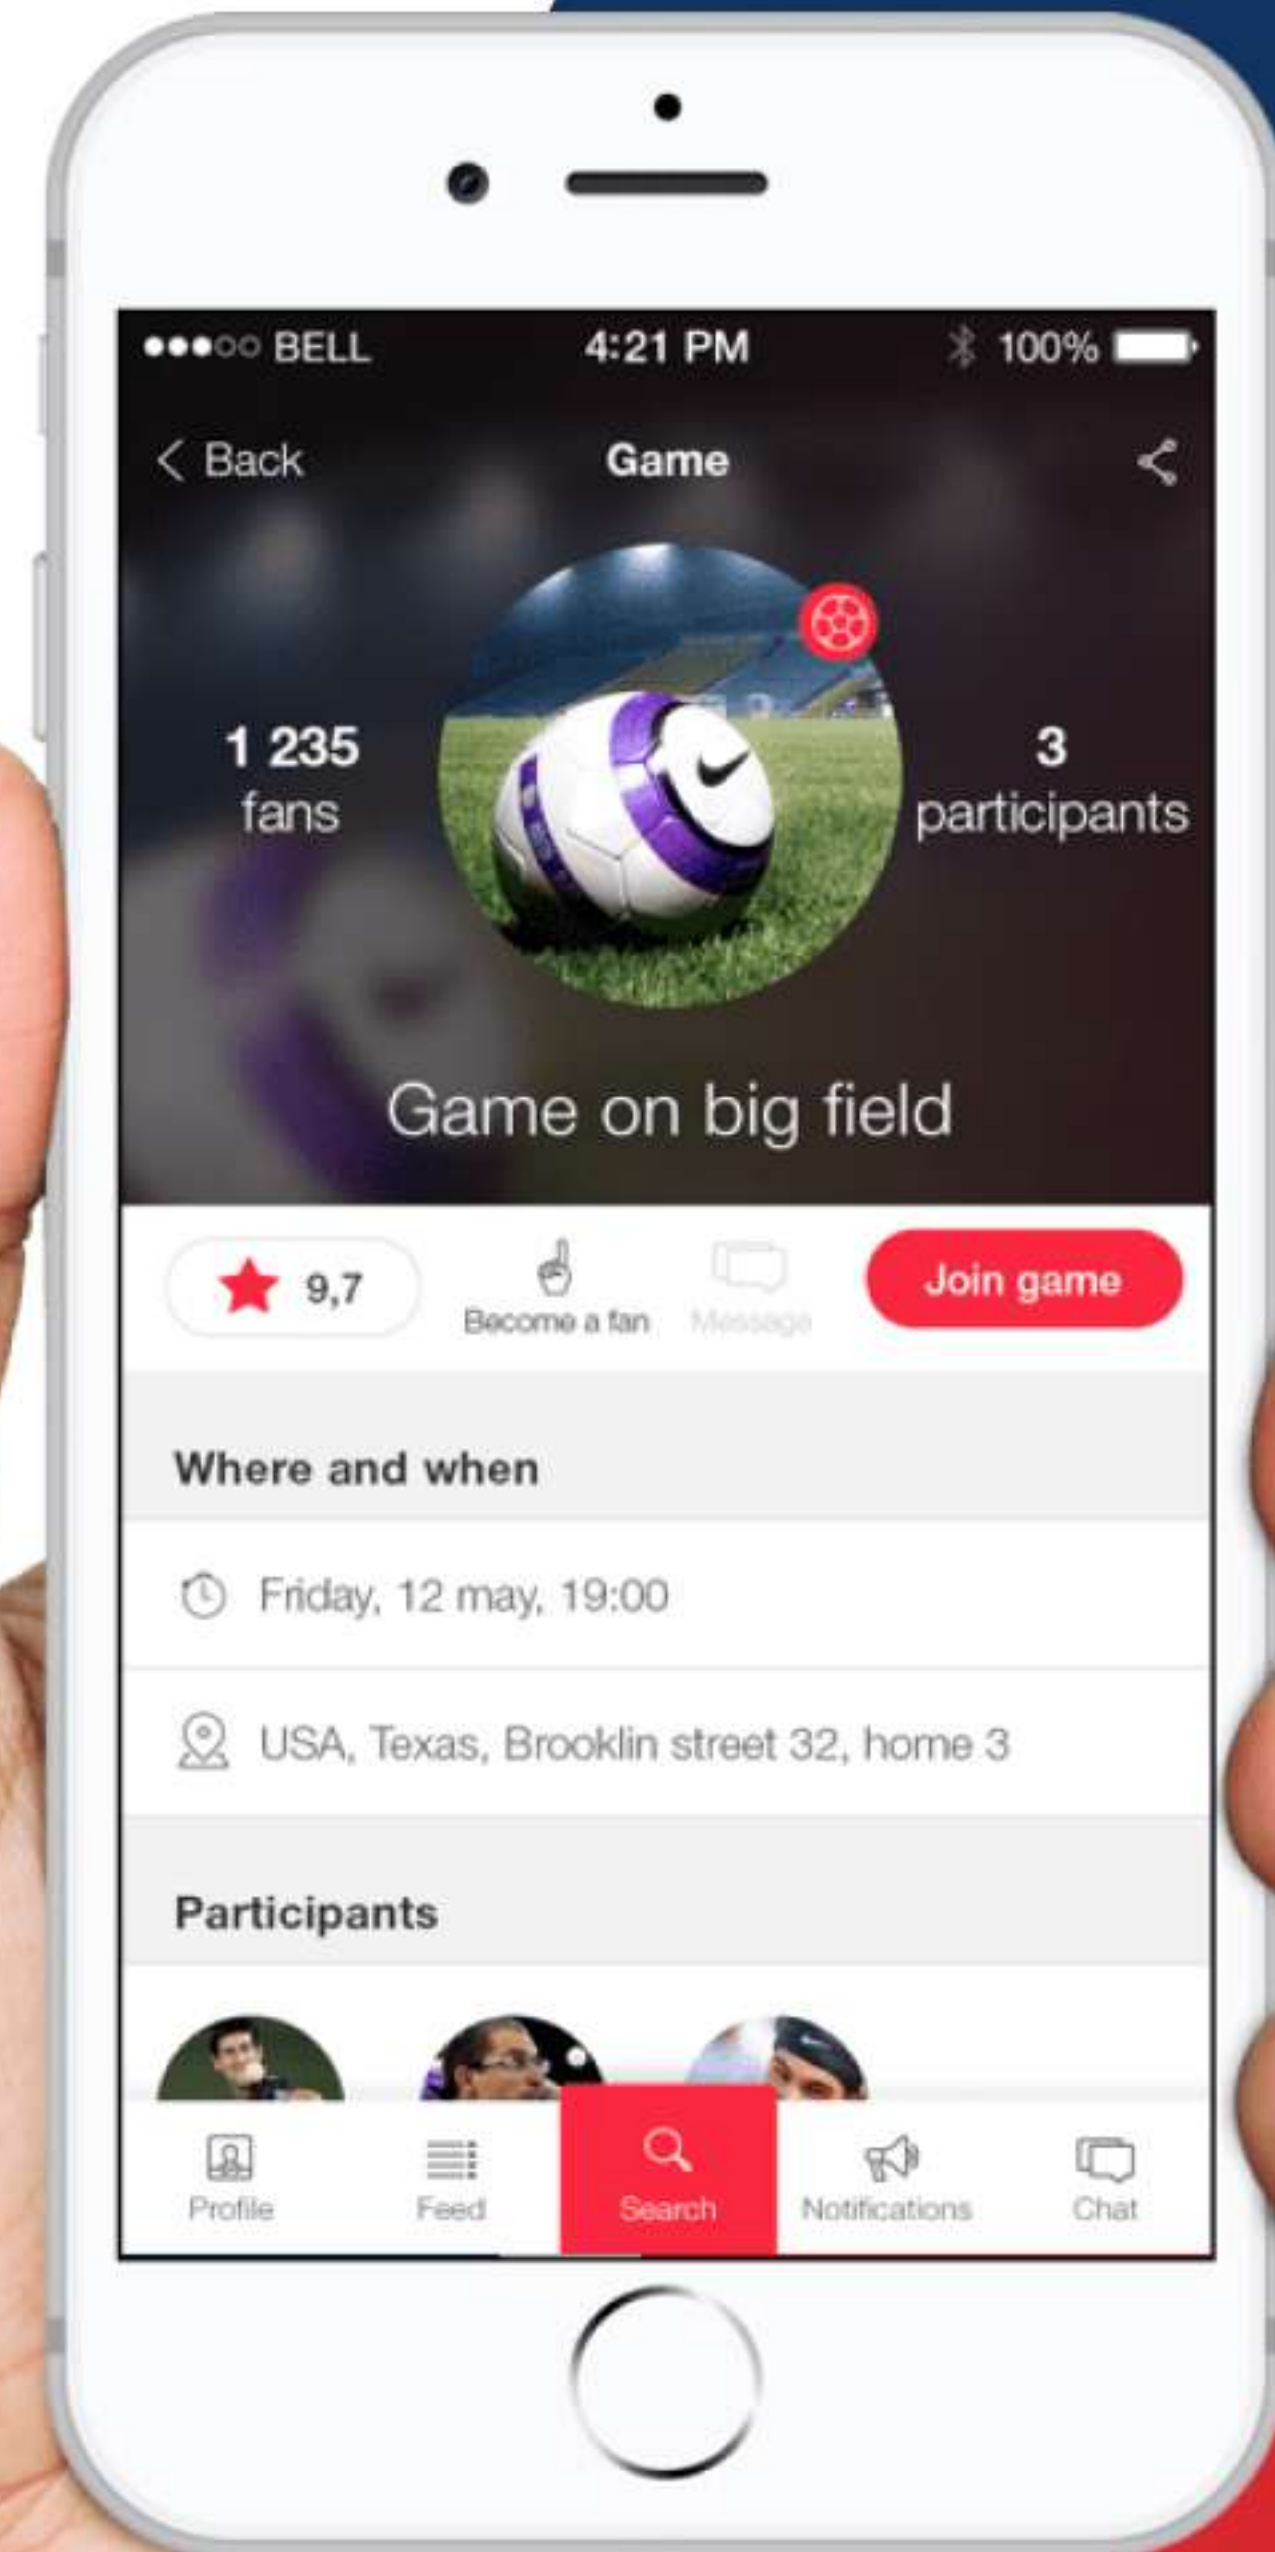 BELL 4:21 PM 100%
Back Game
1 235
fans
3
participants
Game on big field
9,7
Become a fan
Message
Join game
Where and when
Friday, 12 may, 19:00
USA, Texas, Brooklin street 32, home 3
Participants
Profile Feed Search Notifications Chat